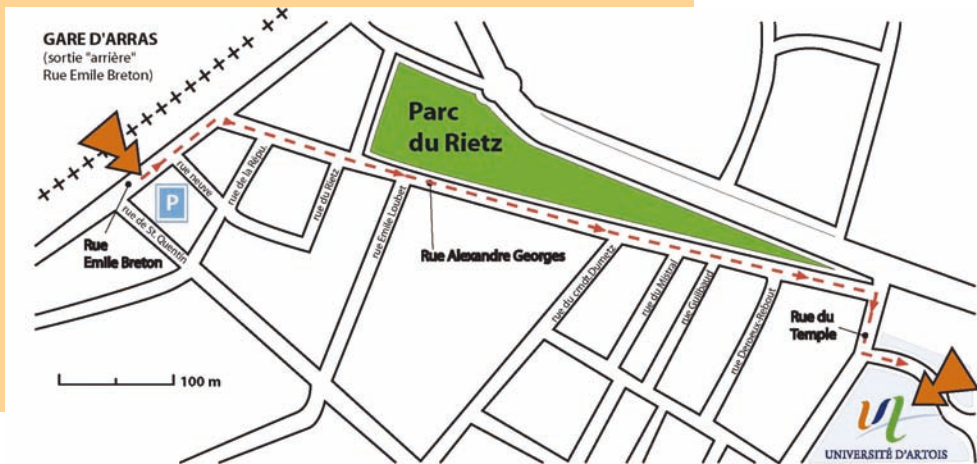 GARE D'ARRAS
(sortie "arrière"
Rue Emile Breton)
Parc
du Rietz
P
rue neuve
rue de la Répu.
rue du Rietz
rue de St. Quentin
Rue
Emile Breton
rue Emile Loubet
Rue Alexandre Georges
rue du cmdt Dumetz
rue du Mistral
rue Guilbaud
rue Deroeux-Rebout
Rue du
Temple
100 m
UNIVERSITÉ D'ARTOIS